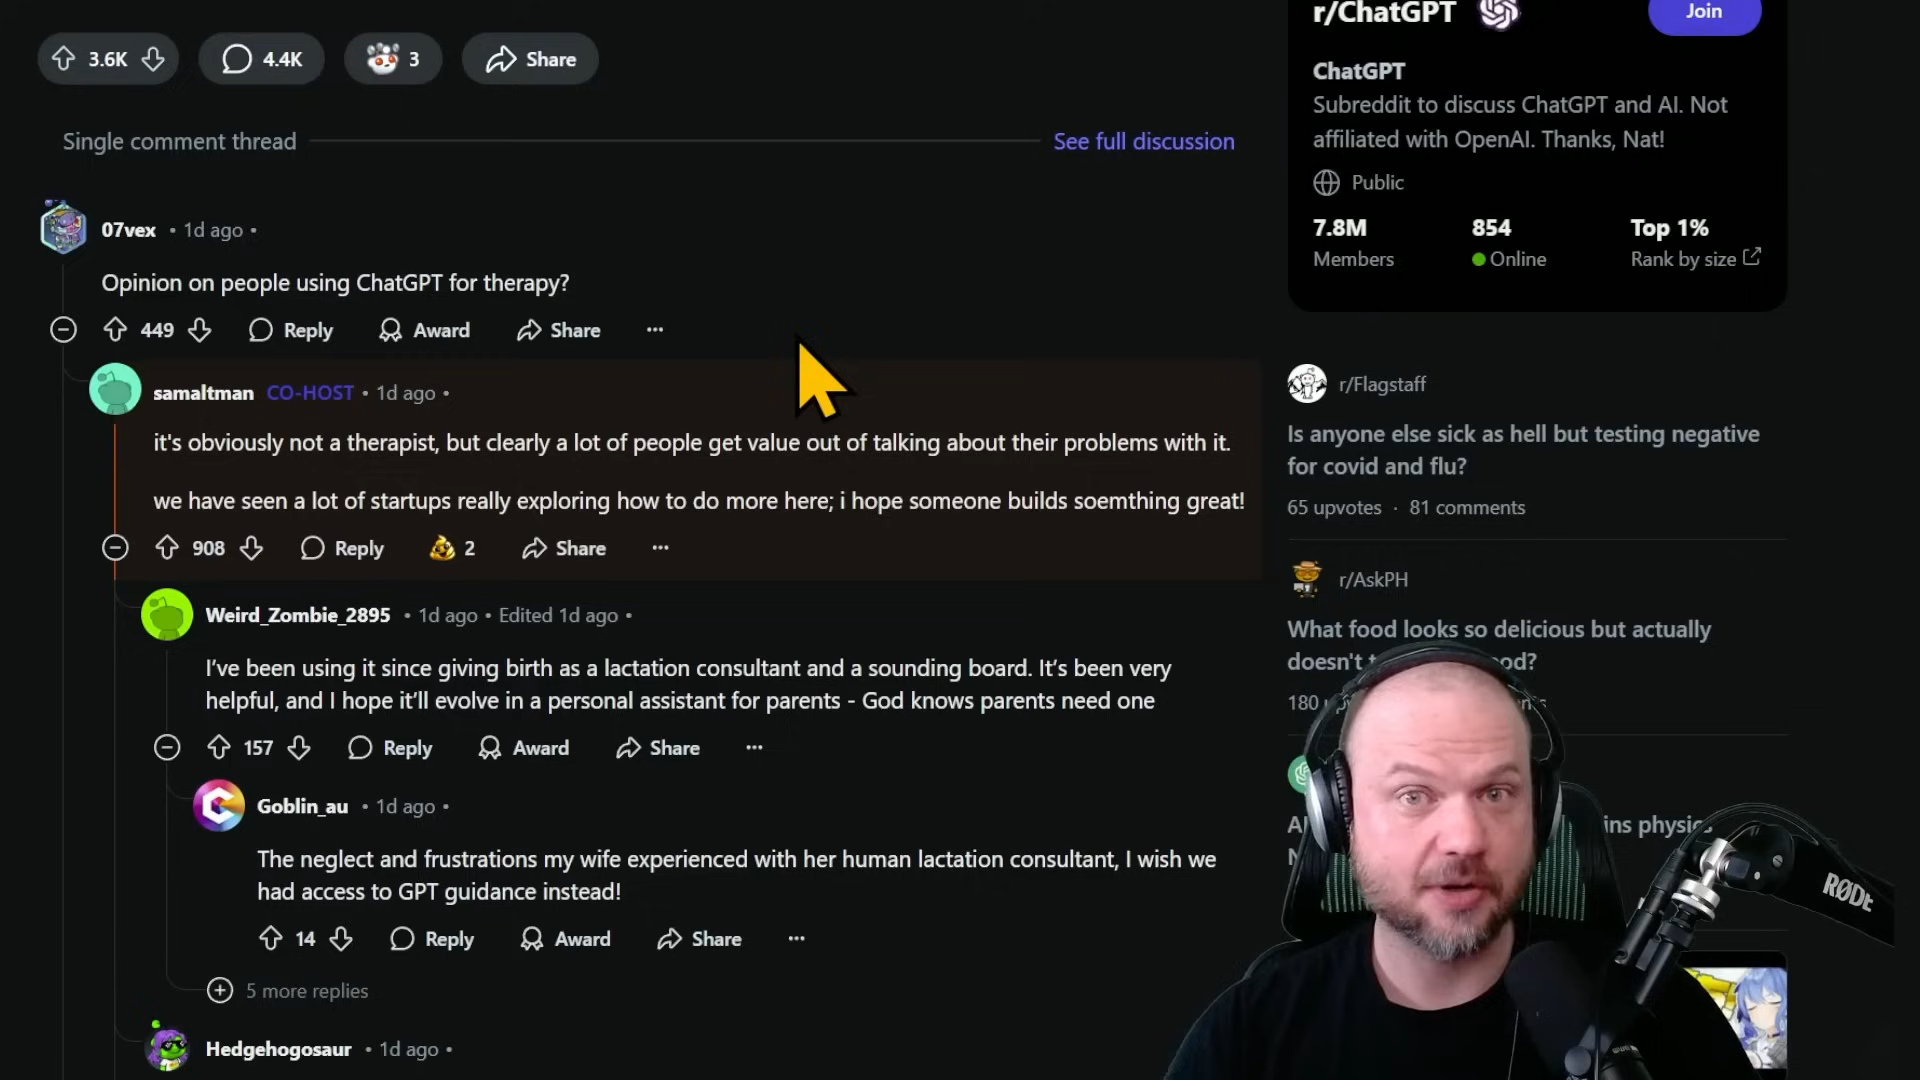 3.6K
4.4K
3
Share
Single comment thread
See full discussion
07vex • 1d ago •
Opinion on people using ChatGPT for therapy?
449 Reply Award Share ...
samaltman CO-HOST • 1d ago •
it's obviously not a therapist, but clearly a lot of people get value out of talking about their problems with it.
we have seen a lot of startups really exploring how to do more here; i hope someone builds soemthing great!
908 Reply 2 Share ...
Weird_Zombie_2895 • 1d ago • Edited 1d ago •
I've been using it since giving birth as a lactation consultant and a sounding board. It's been very
helpful, and I hope it'll evolve in a personal assistant for parents - God knows parents need one
157 Reply Award Share ...
Goblin_au • 1d ago •
The neglect and frustrations my wife experienced with her human lactation consultant, I wish we
had access to GPT guidance instead!
14 Reply Award Share ...
5 more replies
Hedgehogosaur • 1d ago •
r/ChatGPT
Join
ChatGPT
Subreddit to discuss ChatGPT and AI. Not
affiliated with OpenAI. Thanks, Nat!
Public
7.8M 854 Top 1%
Members Online Rank by size
r/Flagstaff
Is anyone else sick as hell but testing negative
for covid and flu?
65 upvotes · 81 comments
r/AskPH
What food looks so delicious but actually
doesn't
180
physics
RØDE